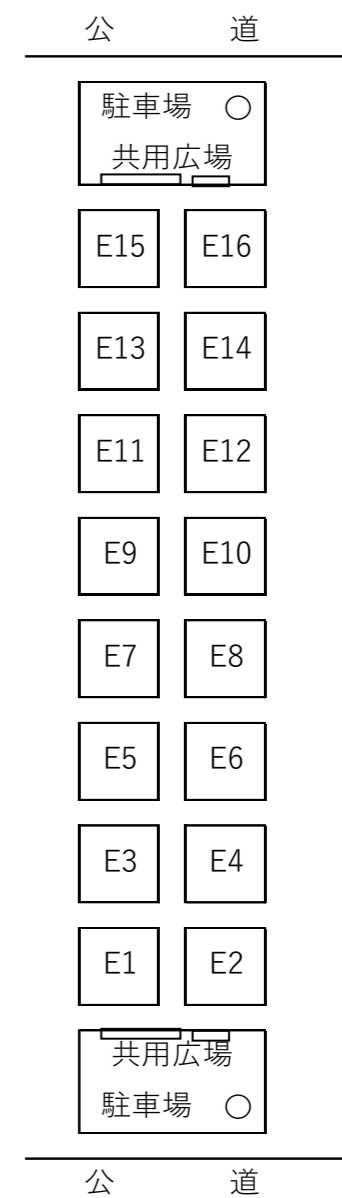 公 道
駐車場 ○
共用広場
E15 E16
E13 E14
E11 E12
E9 E10
E7 E8
E5 E6
E3 E4
E1 E2
共用広場
駐車場 ○
公 道